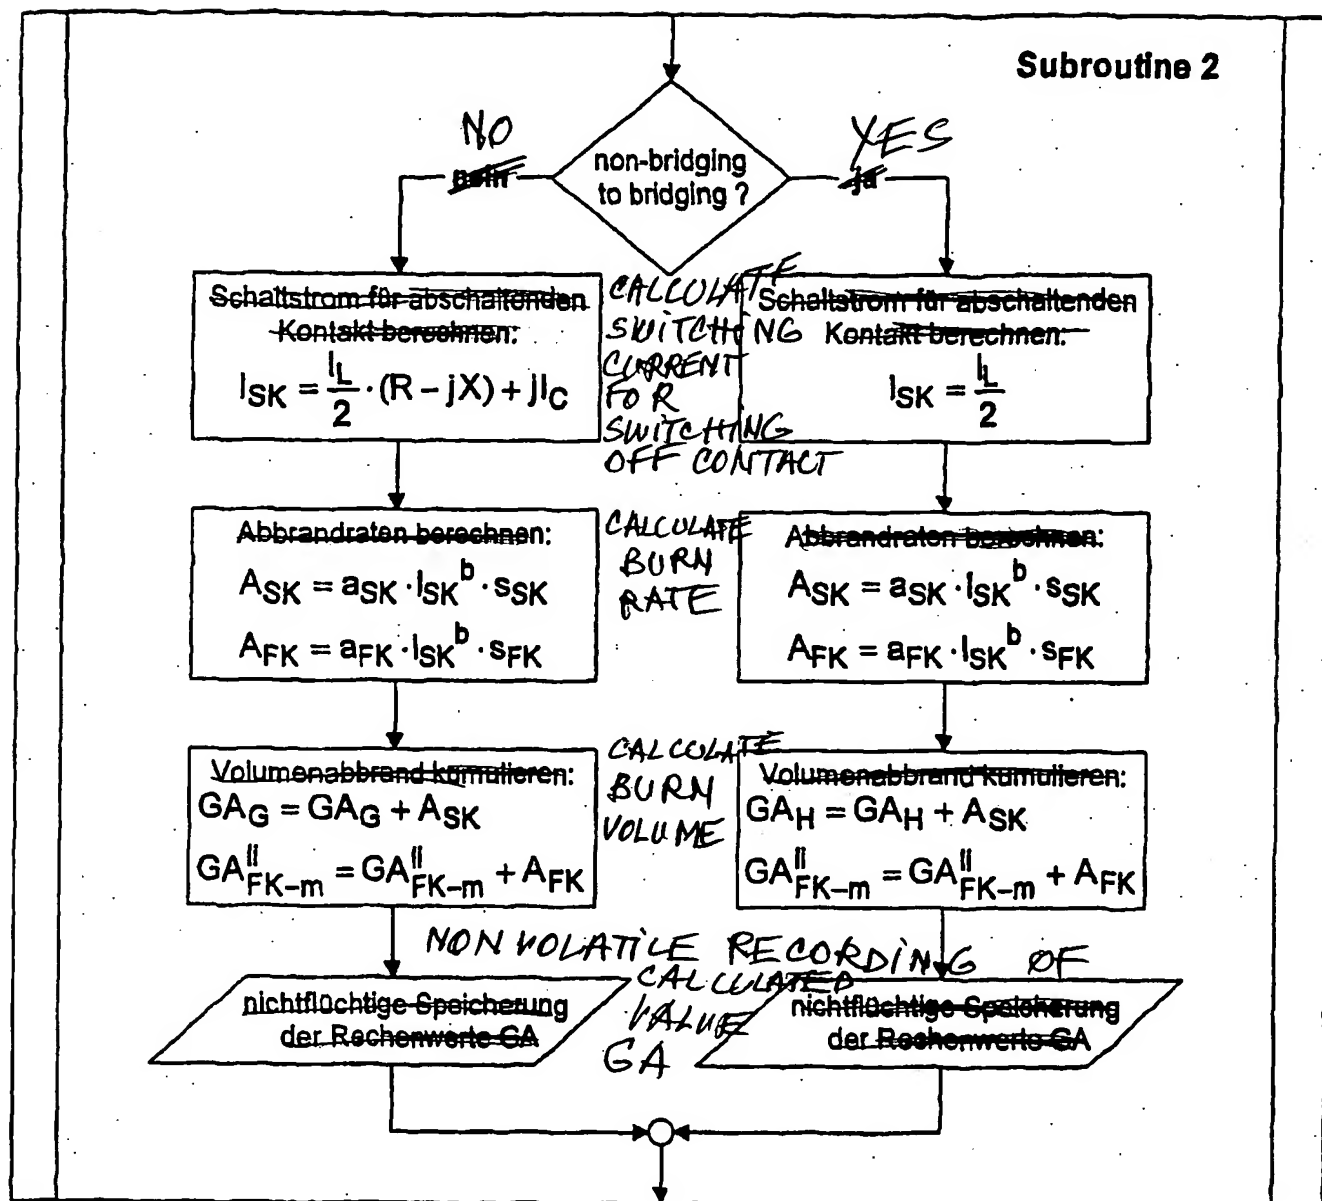 Subroutine 2
NO
nein
non-bridging
to bridging ?
YES
ja
Schaltstrom für abschaltenden
Kontakt berechnen:
I_SK = I_L/2 · (R – jX) + jI_C
CALCULATE
SWITCHING
CURRENT
FOR
SWITCHING
OFF CONTACT
Schaltstrom für abschaltenden
Kontakt berechnen:
I_SK = I_L/2
Abbrandraten berechnen:
A_SK = a_SK · I_SK^b · s_SK
A_FK = a_FK · I_SK^b · s_FK
CALCULATE
BURN
RATE
Abbrandraten berechnen:
A_SK = a_SK · I_SK^b · s_SK
A_FK = a_FK · I_SK^b · s_FK
Volumenabbrand kumulieren:
GA_G = GA_G + A_SK
GA^II_FK–m = GA^II_FK–m + A_FK
CALCULATE
BURN
VOLUME
Volumenabbrand kumulieren:
GA_H = GA_H + A_SK
GA^II_FK–m = GA^II_FK–m + A_FK
NON VOLATILE RECORDING OF
CALCULATED
VALUE
GA
nichtflüchtige Speicherung
der Rechenwerte GA
nichtflüchtige Speicherung
der Rechenwerte GA